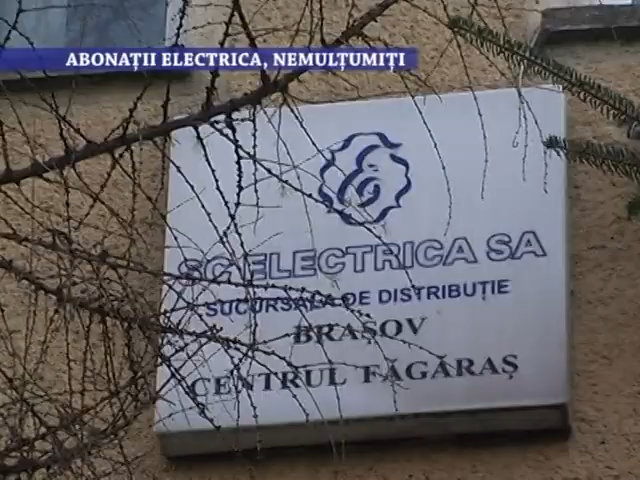 ABONAȚII ELECTRICA, NEMULȚUMIȚI
SC ELECTRICA SA
SUCURSALA DE DISTRIBUȚIE
BRAȘOV
CENTRUL FĂGĂRAȘ